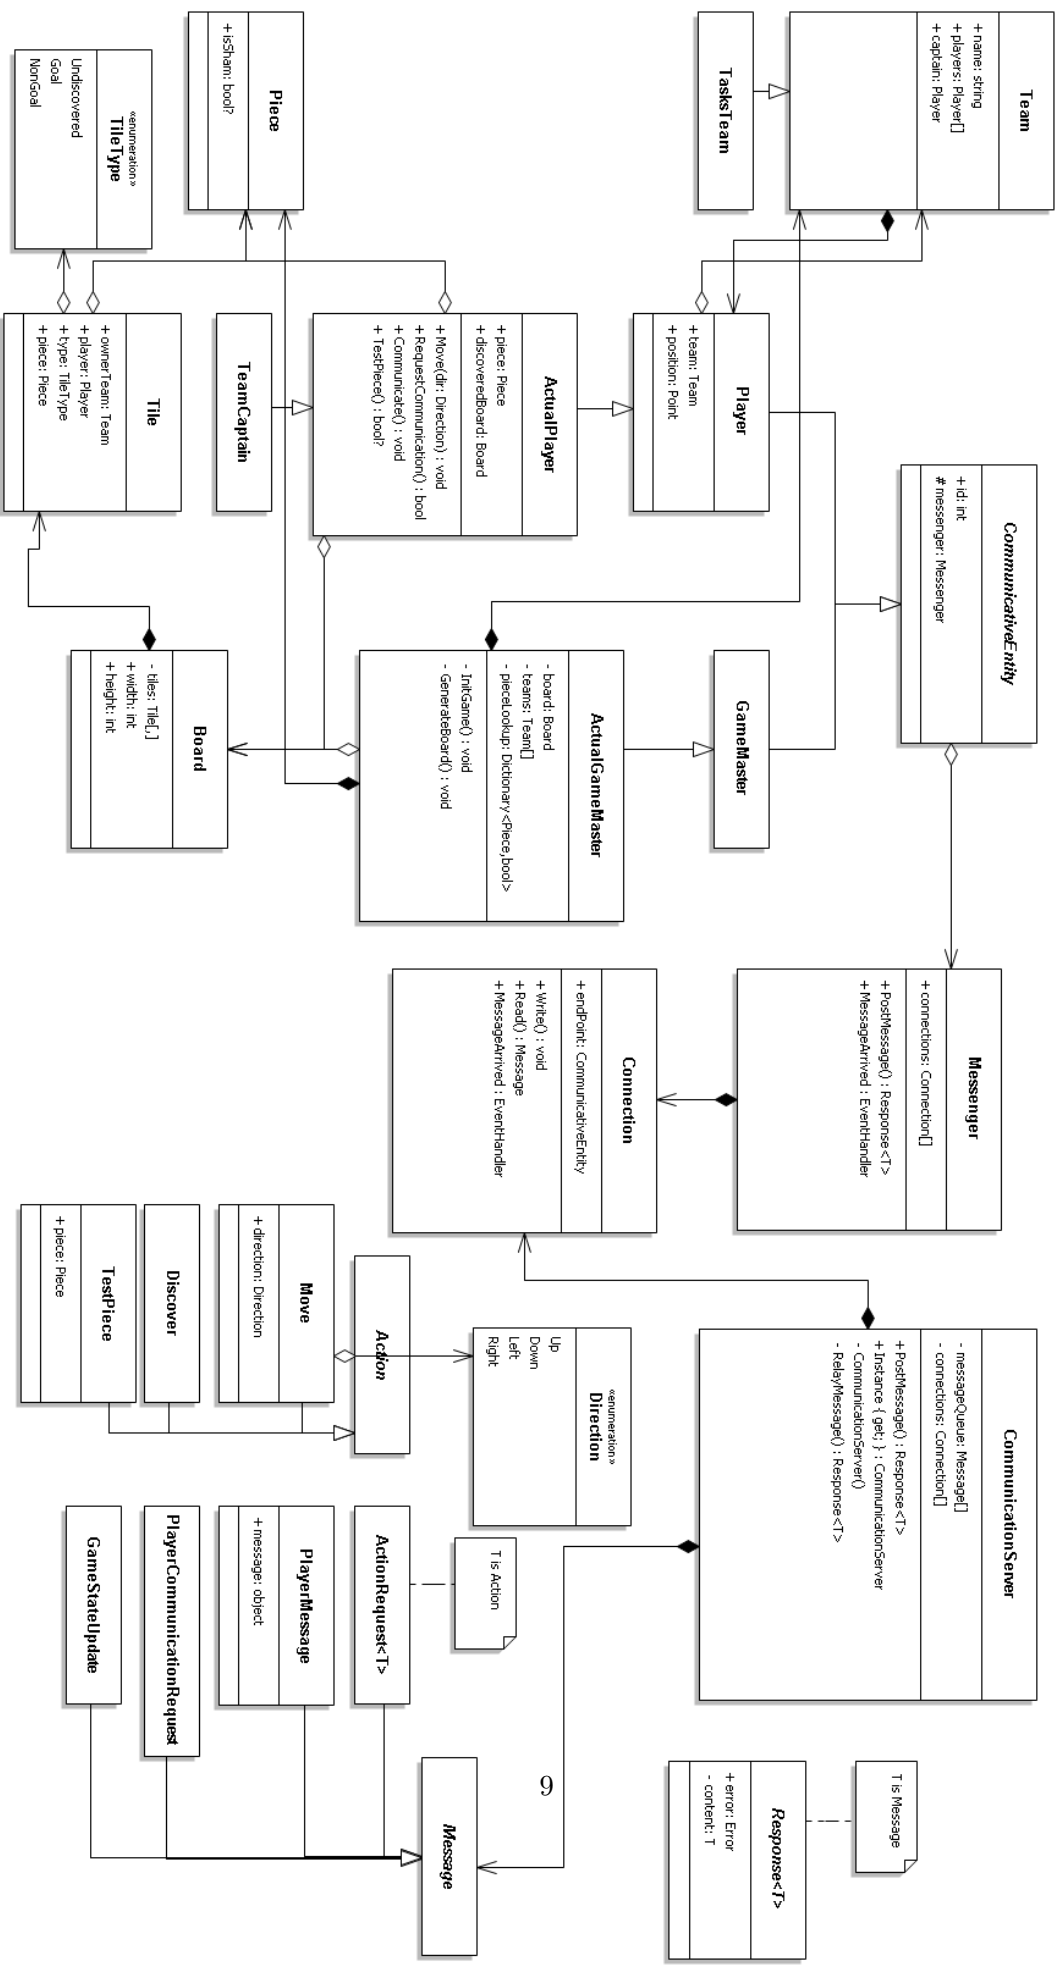 Team
+ name: string
+ players: Player[]
+ captain: Player
TasksTeam
Piece
+ isSham: bool?
«enumeration»
TileType
Undiscovered
Goal
NonGoal
CommunicativeEntity
+ id: int
# messenger: Messenger
Player
+ team: Team
+ position: Point
ActualPlayer
+ piece: Piece
+ discoveredBoard: Board
+ Move(dir: Direction) : void
+ RequestCommunication() : bool
+ Communicate() : void
+ TestPiece() : bool?
TeamCaptain
Tile
+ ownerTeam: Team
+ player: Player
+ type: TileType
+ piece: Piece
GameMaster
ActualGameMaster
- board: Board
- teams: Team[]
- pieceLookup: Dictionary<Piece,bool>
- InitGame() : void
- GenerateBoard() : void
Board
- tiles: Tile[,]
+ width: int
+ height: int
Messenger
+ connections: Connection[]
+ PostMessage() : Response<T>
+ MessageArrived : EventHandler
Connection
+ endPoint: CommunicativeEntity
+ Write() : void
+ Read() : Message
+ MessageArrived : EventHandler
CommunicationServer
- messageQueue: Message[]
- connections: Connection[]
+ PostMessage() : Response<T>
+ Instance { get; } : CommunicationServer
- CommunicationServer()
- RelayMessage() : Response<T>
«enumeration»
Direction
Up
Down
Left
Right
Action
Move
+ direction: Direction
Discover
TestPiece
+ piece: Piece
T is Action
ActionRequest<T>
PlayerMessage
+ message: object
PlayerCommunicationRequest
GameStateUpdate
T is Message
Response<T>
+ error: Error
- content: T
Message
9